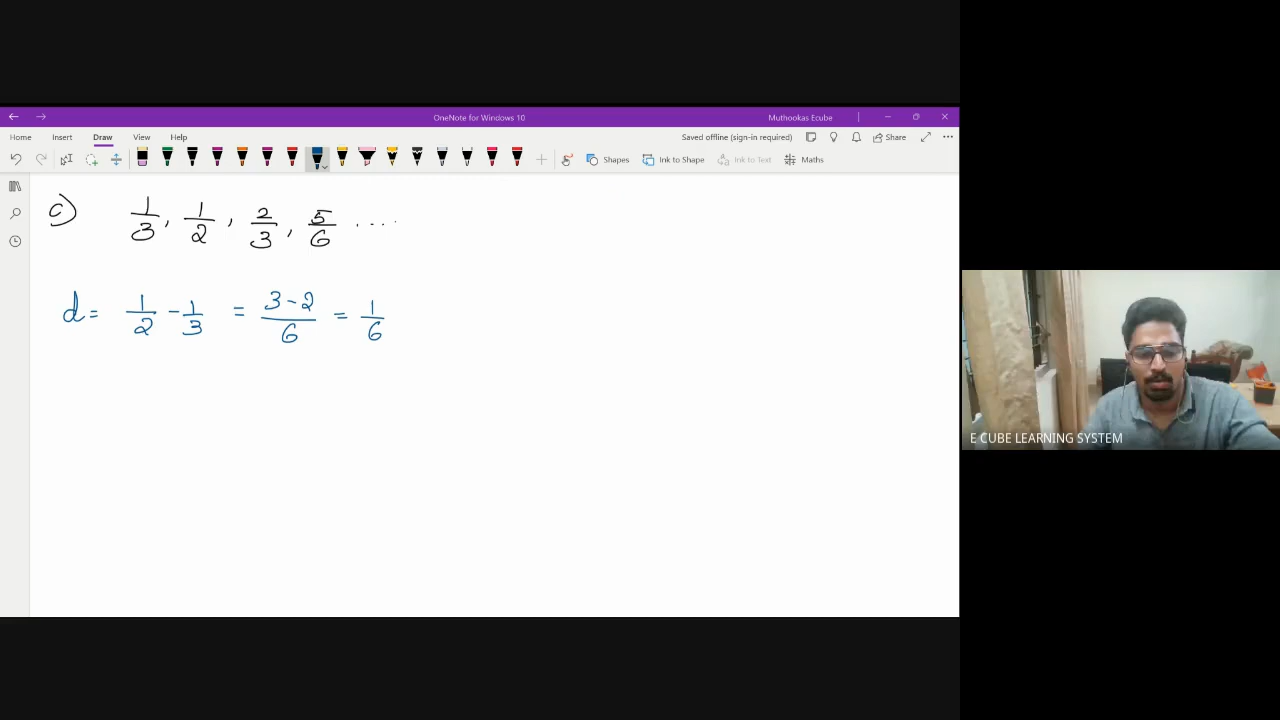 OneNote for Windows 10
Muthookas Ecube
Home Insert Draw View Help
Saved offline (sign-in required)
Share
Shapes
Ink to Shape
Ink to Text
Maths
c) 1/3, 1/2, 2/3, 5/6 ....
d = 1/2 - 1/3 = 3-2/6 = 1/6
E CUBE LEARNING SYSTEM